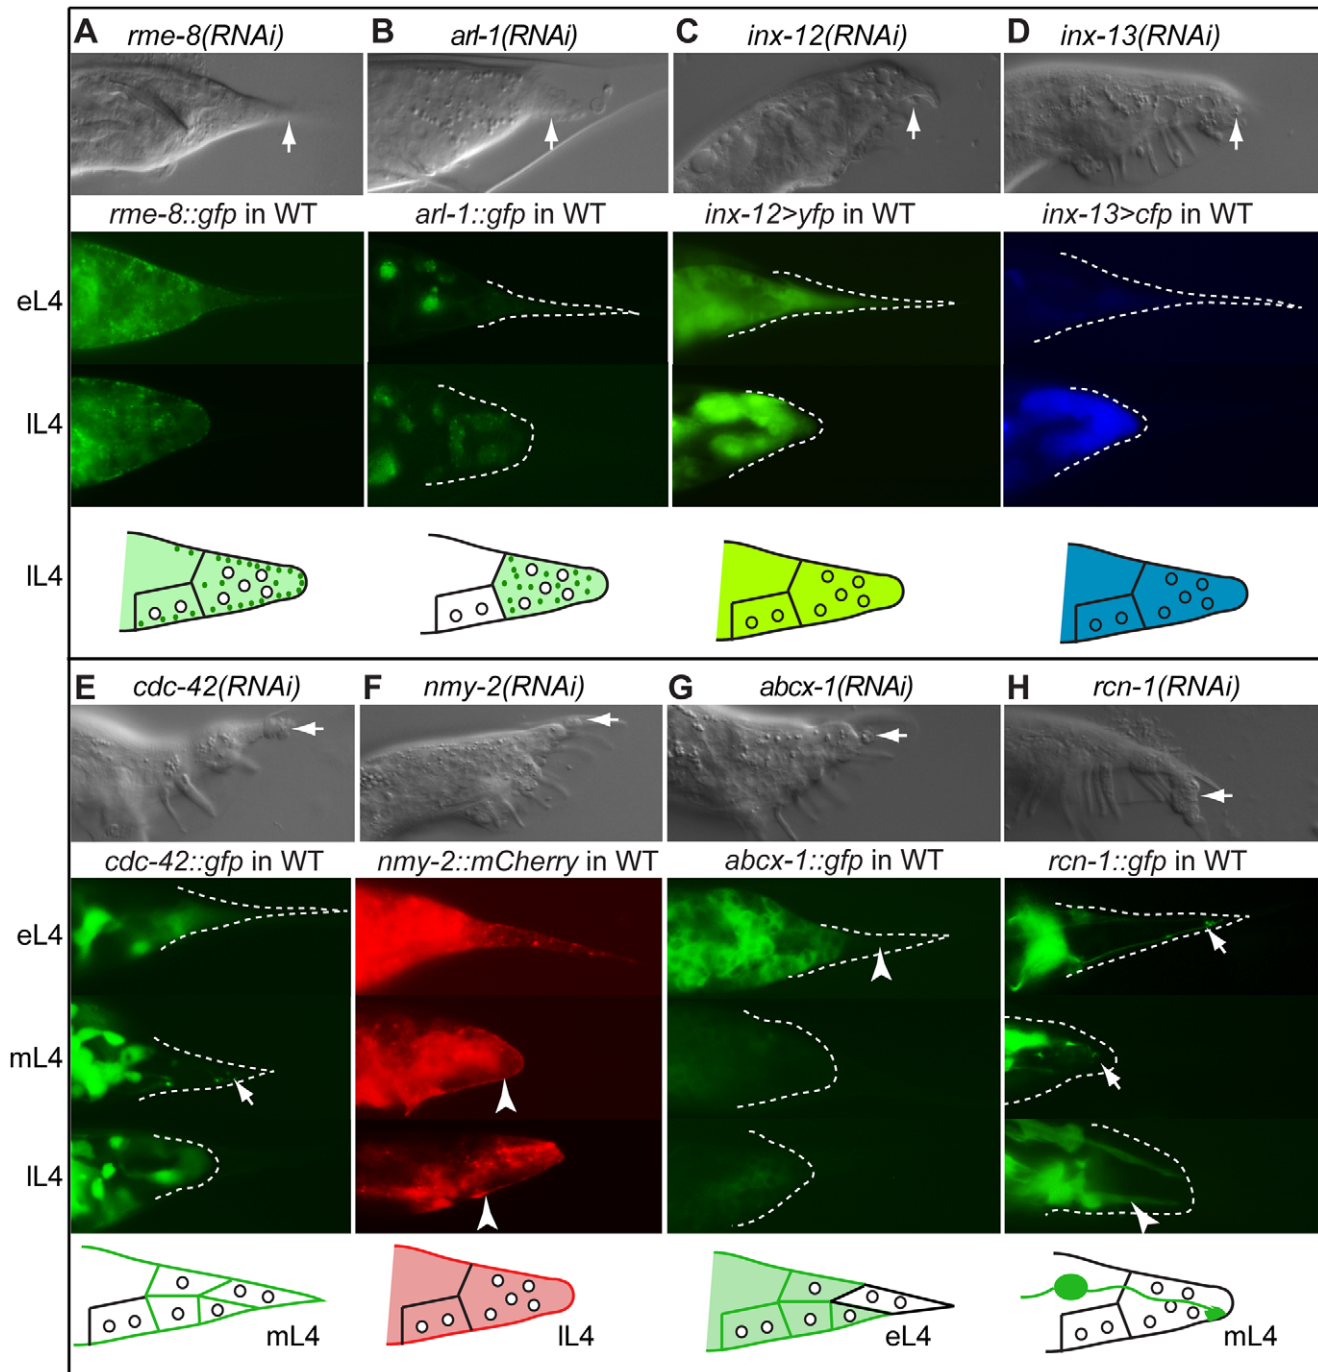 A rme-8(RNAi) B arl-1(RNAi) C inx-12(RNAi) D inx-13(RNAi)
rme-8::gfp in WT arl-1::gfp in WT inx-12>yfp in WT inx-13>cfp in WT
eL4
lL4
lL4
E cdc-42(RNAi) F nmy-2(RNAi) G abcx-1(RNAi) H rcn-1(RNAi)
cdc-42::gfp in WT nmy-2::mCherry in WT abcx-1::gfp in WT rcn-1::gfp in WT
eL4
mL4
lL4
mL4 lL4 eL4 mL4